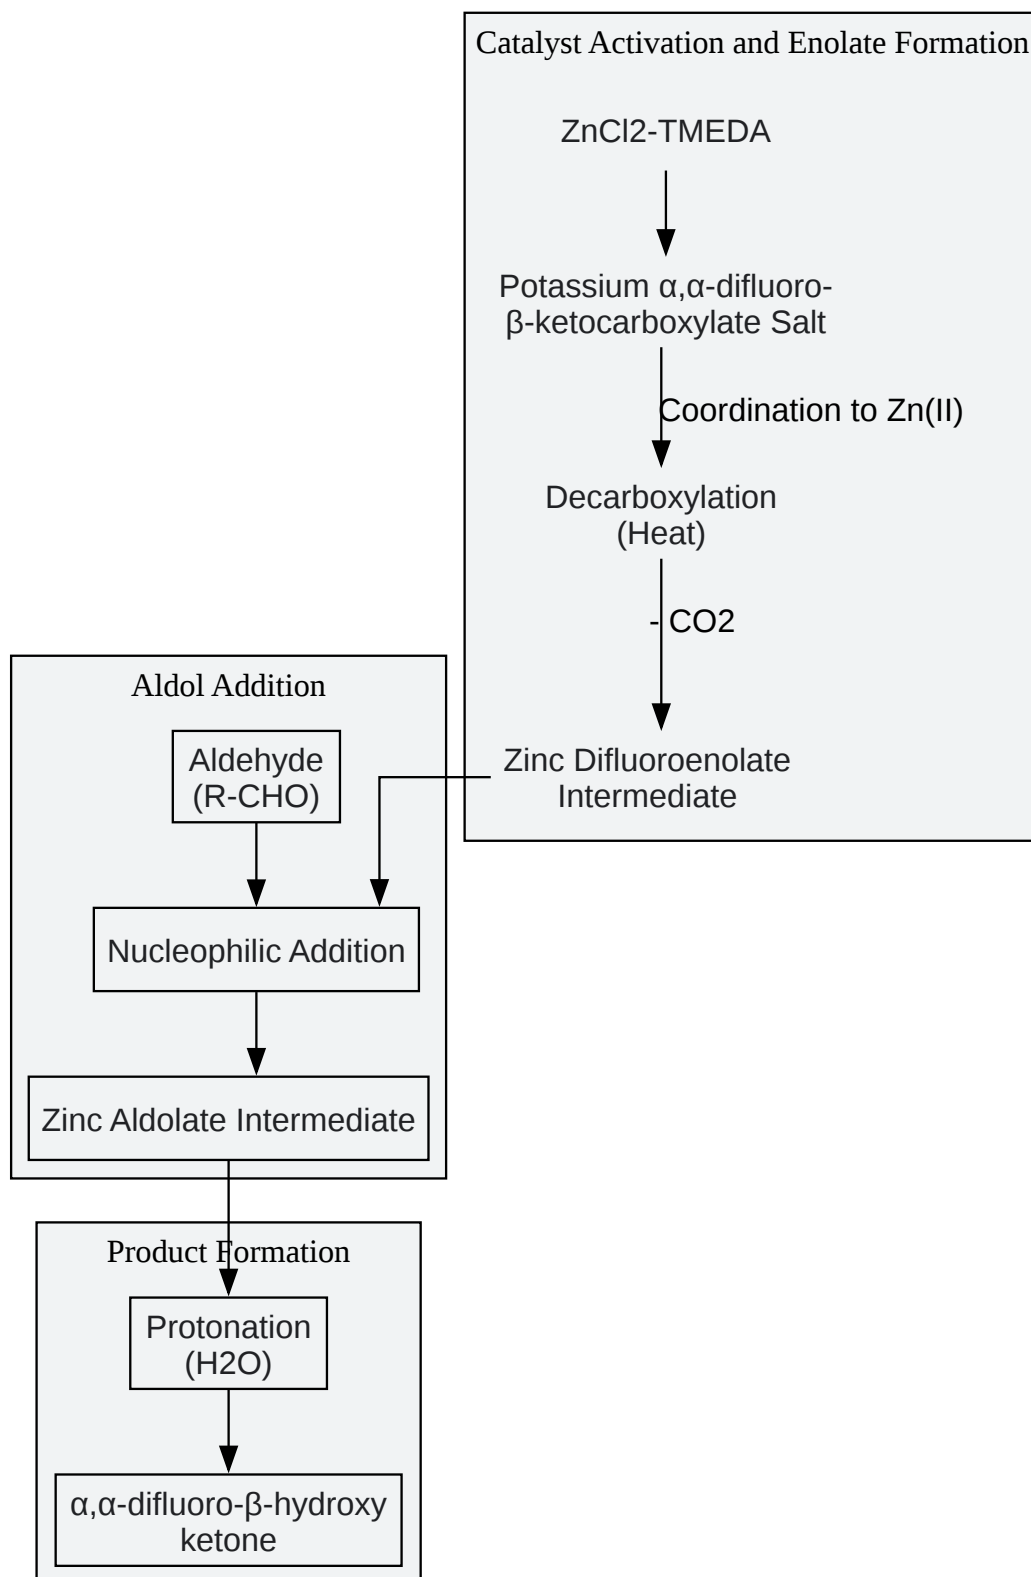 Catalyst Activation and Enolate Formation
ZnCl2-TMEDA
Potassium α,α-difluoro-
β-ketocarboxylate Salt
Coordination to Zn(II)
Decarboxylation
(Heat)
- CO2
Zinc Difluoroenolate
Intermediate
Aldol Addition
Aldehyde
(R-CHO)
Nucleophilic Addition
Zinc Aldolate Intermediate
Product Formation
Protonation
(H2O)
α,α-difluoro-β-hydroxy
ketone